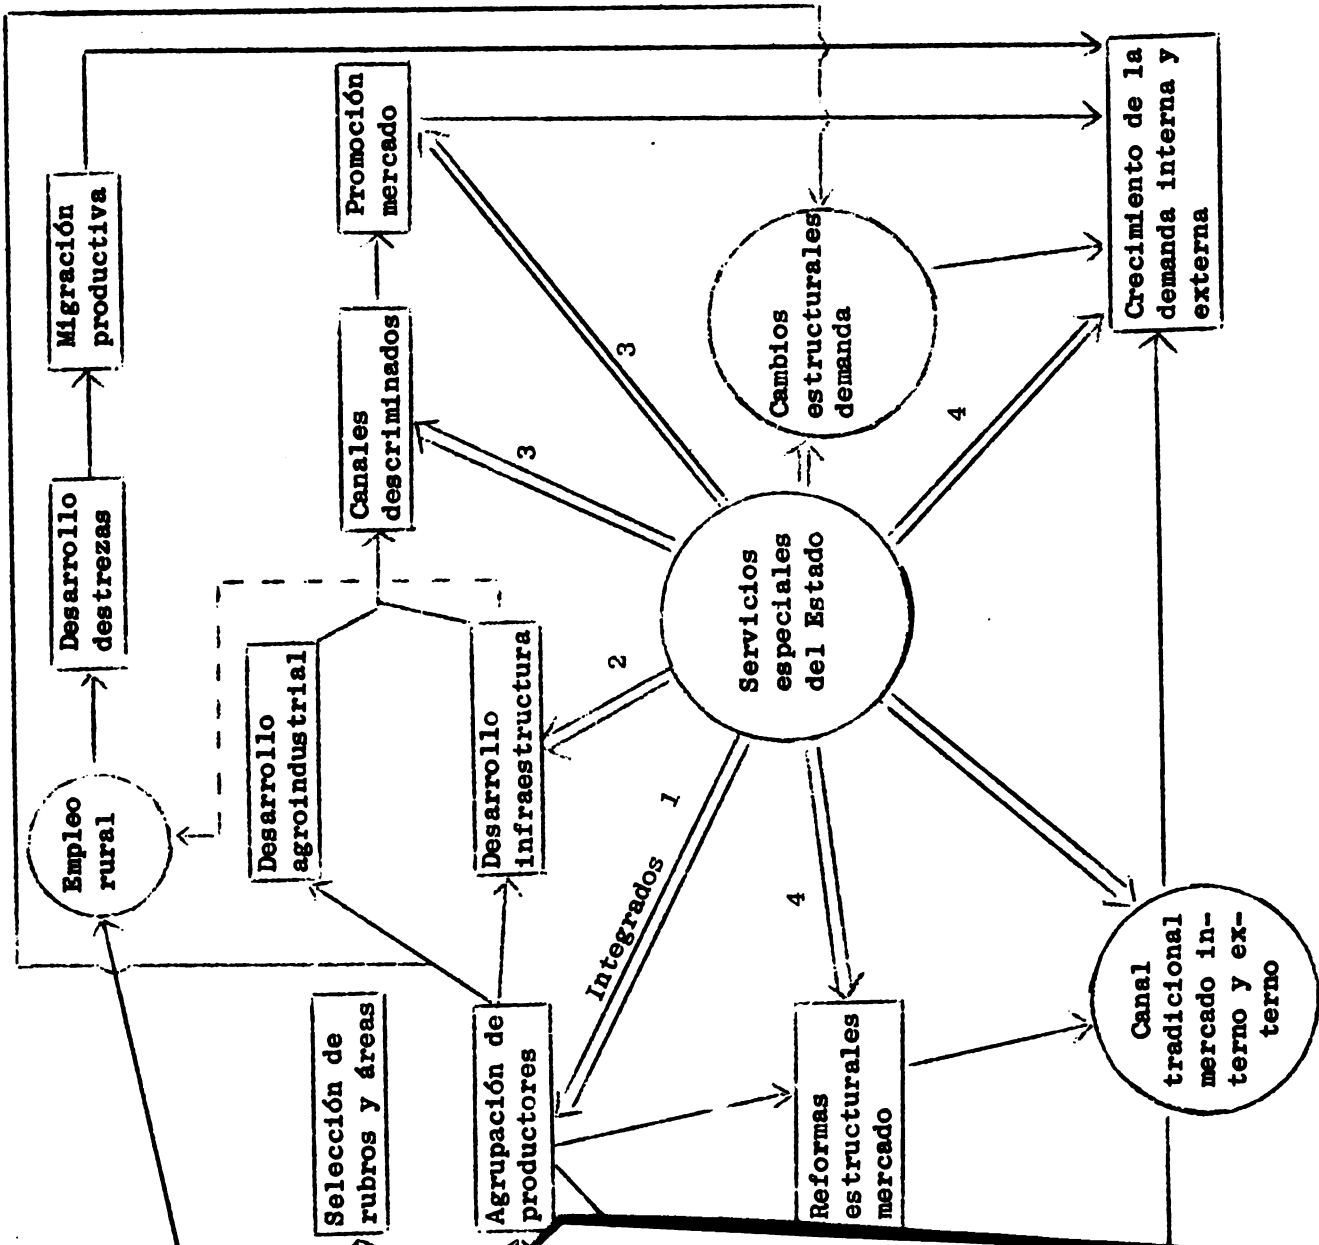 Empleo
rural
Desarrollo
destrezas
Migración
productiva
Selección de
rubros y áreas
Desarrollo
agroindustrial
Canales
descriminados
Promoción
mercado
Agrupación de
productores
Desarrollo
infraestructura
Integrados
1
2
3
3
4
4
Servicios
especiales
del Estado
Cambios
estructurales
demanda
Reformas
estructurales
mercado
Canal
tradicional
mercado in-
terno y ex-
terno
Crecimiento de la
demanda interna y
externa